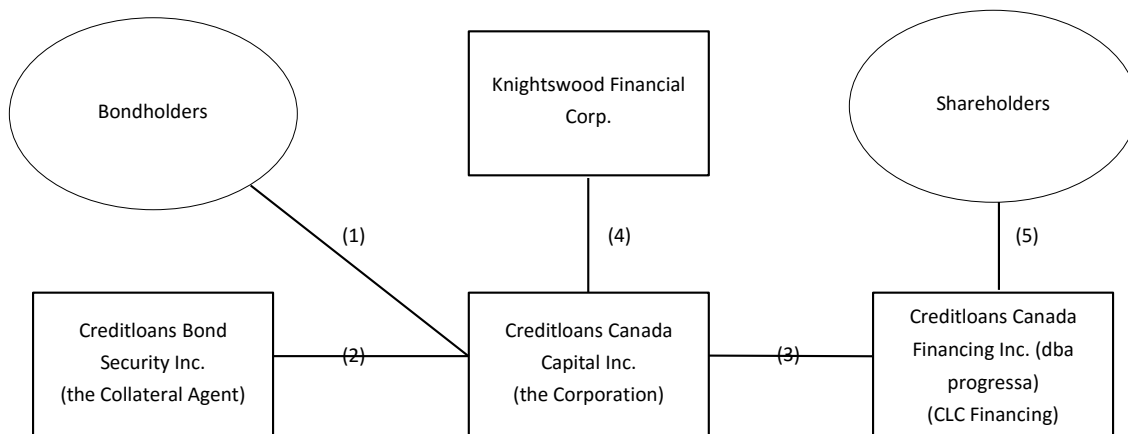 Bondholders
Knightswood Financial
Corp.
Shareholders
(1)
(4)
(5)
Creditloans Bond
Security Inc.
(the Collateral Agent)
(2)
Creditloans Canada
Capital Inc.
(the Corporation)
(3)
Creditloans Canada
Financing Inc. (dba
progressa)
(CLC Financing)